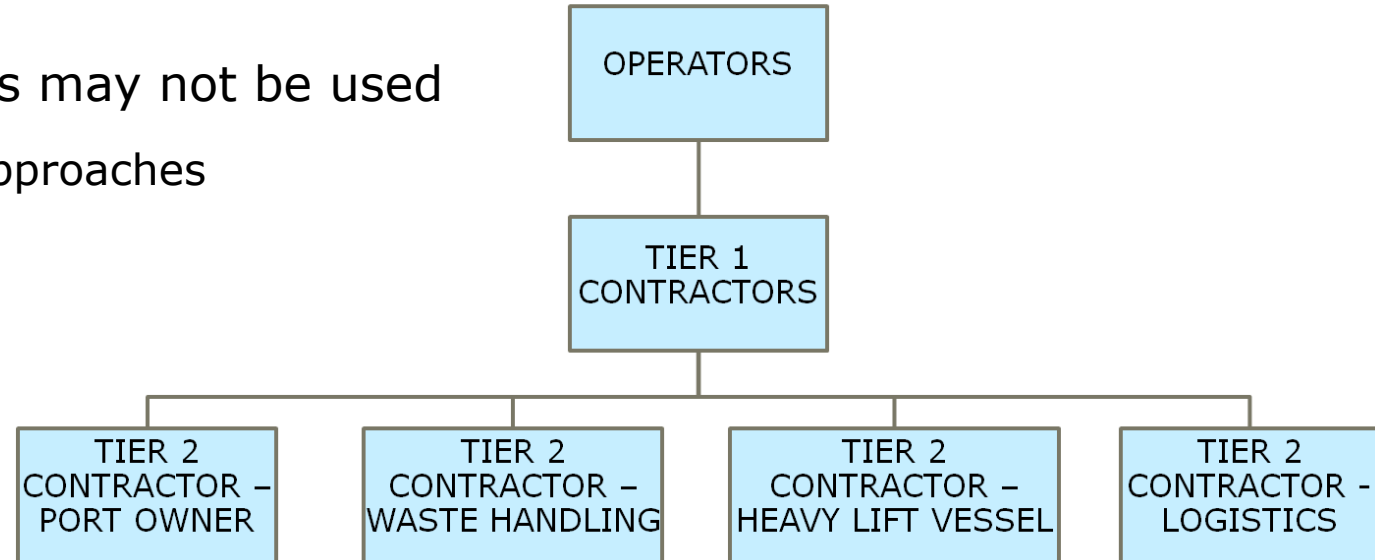 OPERATORS
s may not be used
pproaches
TIER 1
CONTRACTORS
TIER 2
CONTRACTOR –
PORT OWNER
TIER 2
CONTRACTOR –
WASTE HANDLING
TIER 2
CONTRACTOR –
HEAVY LIFT VESSEL
TIER 2
CONTRACTOR -
LOGISTICS